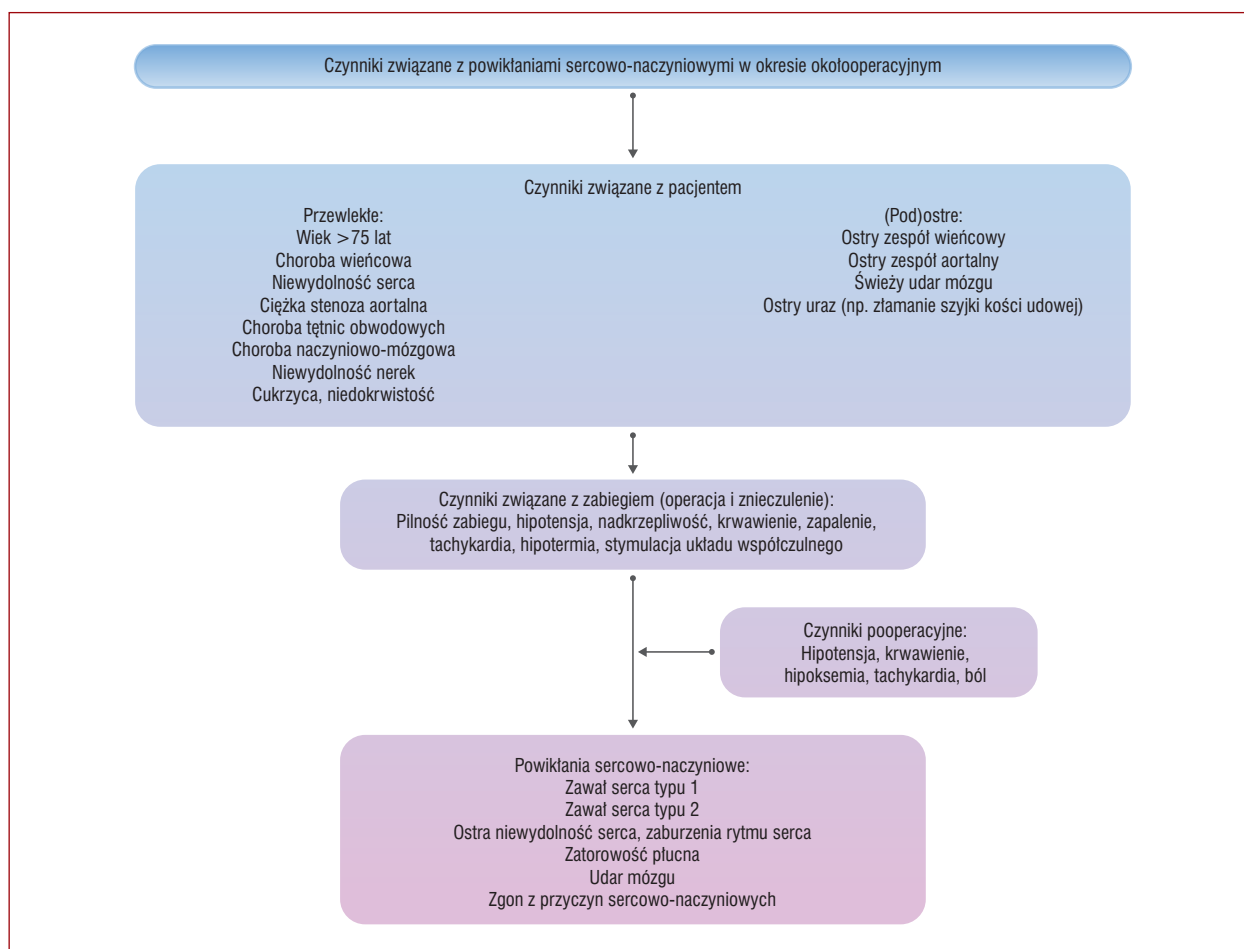 Czynniki związane z powikłaniami sercowo-naczyniowymi w okresie okołooperacyjnym
Czynniki związane z pacjentem
Przewlekłe:
Wiek >75 lat
Choroba wieńcowa
Niewydolność serca
Ciężka stenoza aortalna
Choroba tętnic obwodowych
Choroba naczyniowo-mózgowa
Niewydolność nerek
Cukrzyca, niedokrwistość
(Pod)ostre:
Ostry zespół wieńcowy
Ostry zespół aortalny
Świeży udar mózgu
Ostry uraz (np. złamanie szyjki kości udowej)
Czynniki związane z zabiegiem (operacja i znieczulenie):
Pilność zabiegu, hipotensja, nadkrzepliwość, krwawienie, zapalenie,
tachykardia, hipotermia, stymulacja układu współczulnego
Czynniki pooperacyjne:
Hipotensja, krwawienie,
hipoksemia, tachykardia, ból
Powikłania sercowo-naczyniowe:
Zawał serca typu 1
Zawał serca typu 2
Ostra niewydolność serca, zaburzenia rytmu serca
Zatorowość płucna
Udar mózgu
Zgon z przyczyn sercowo-naczyniowych